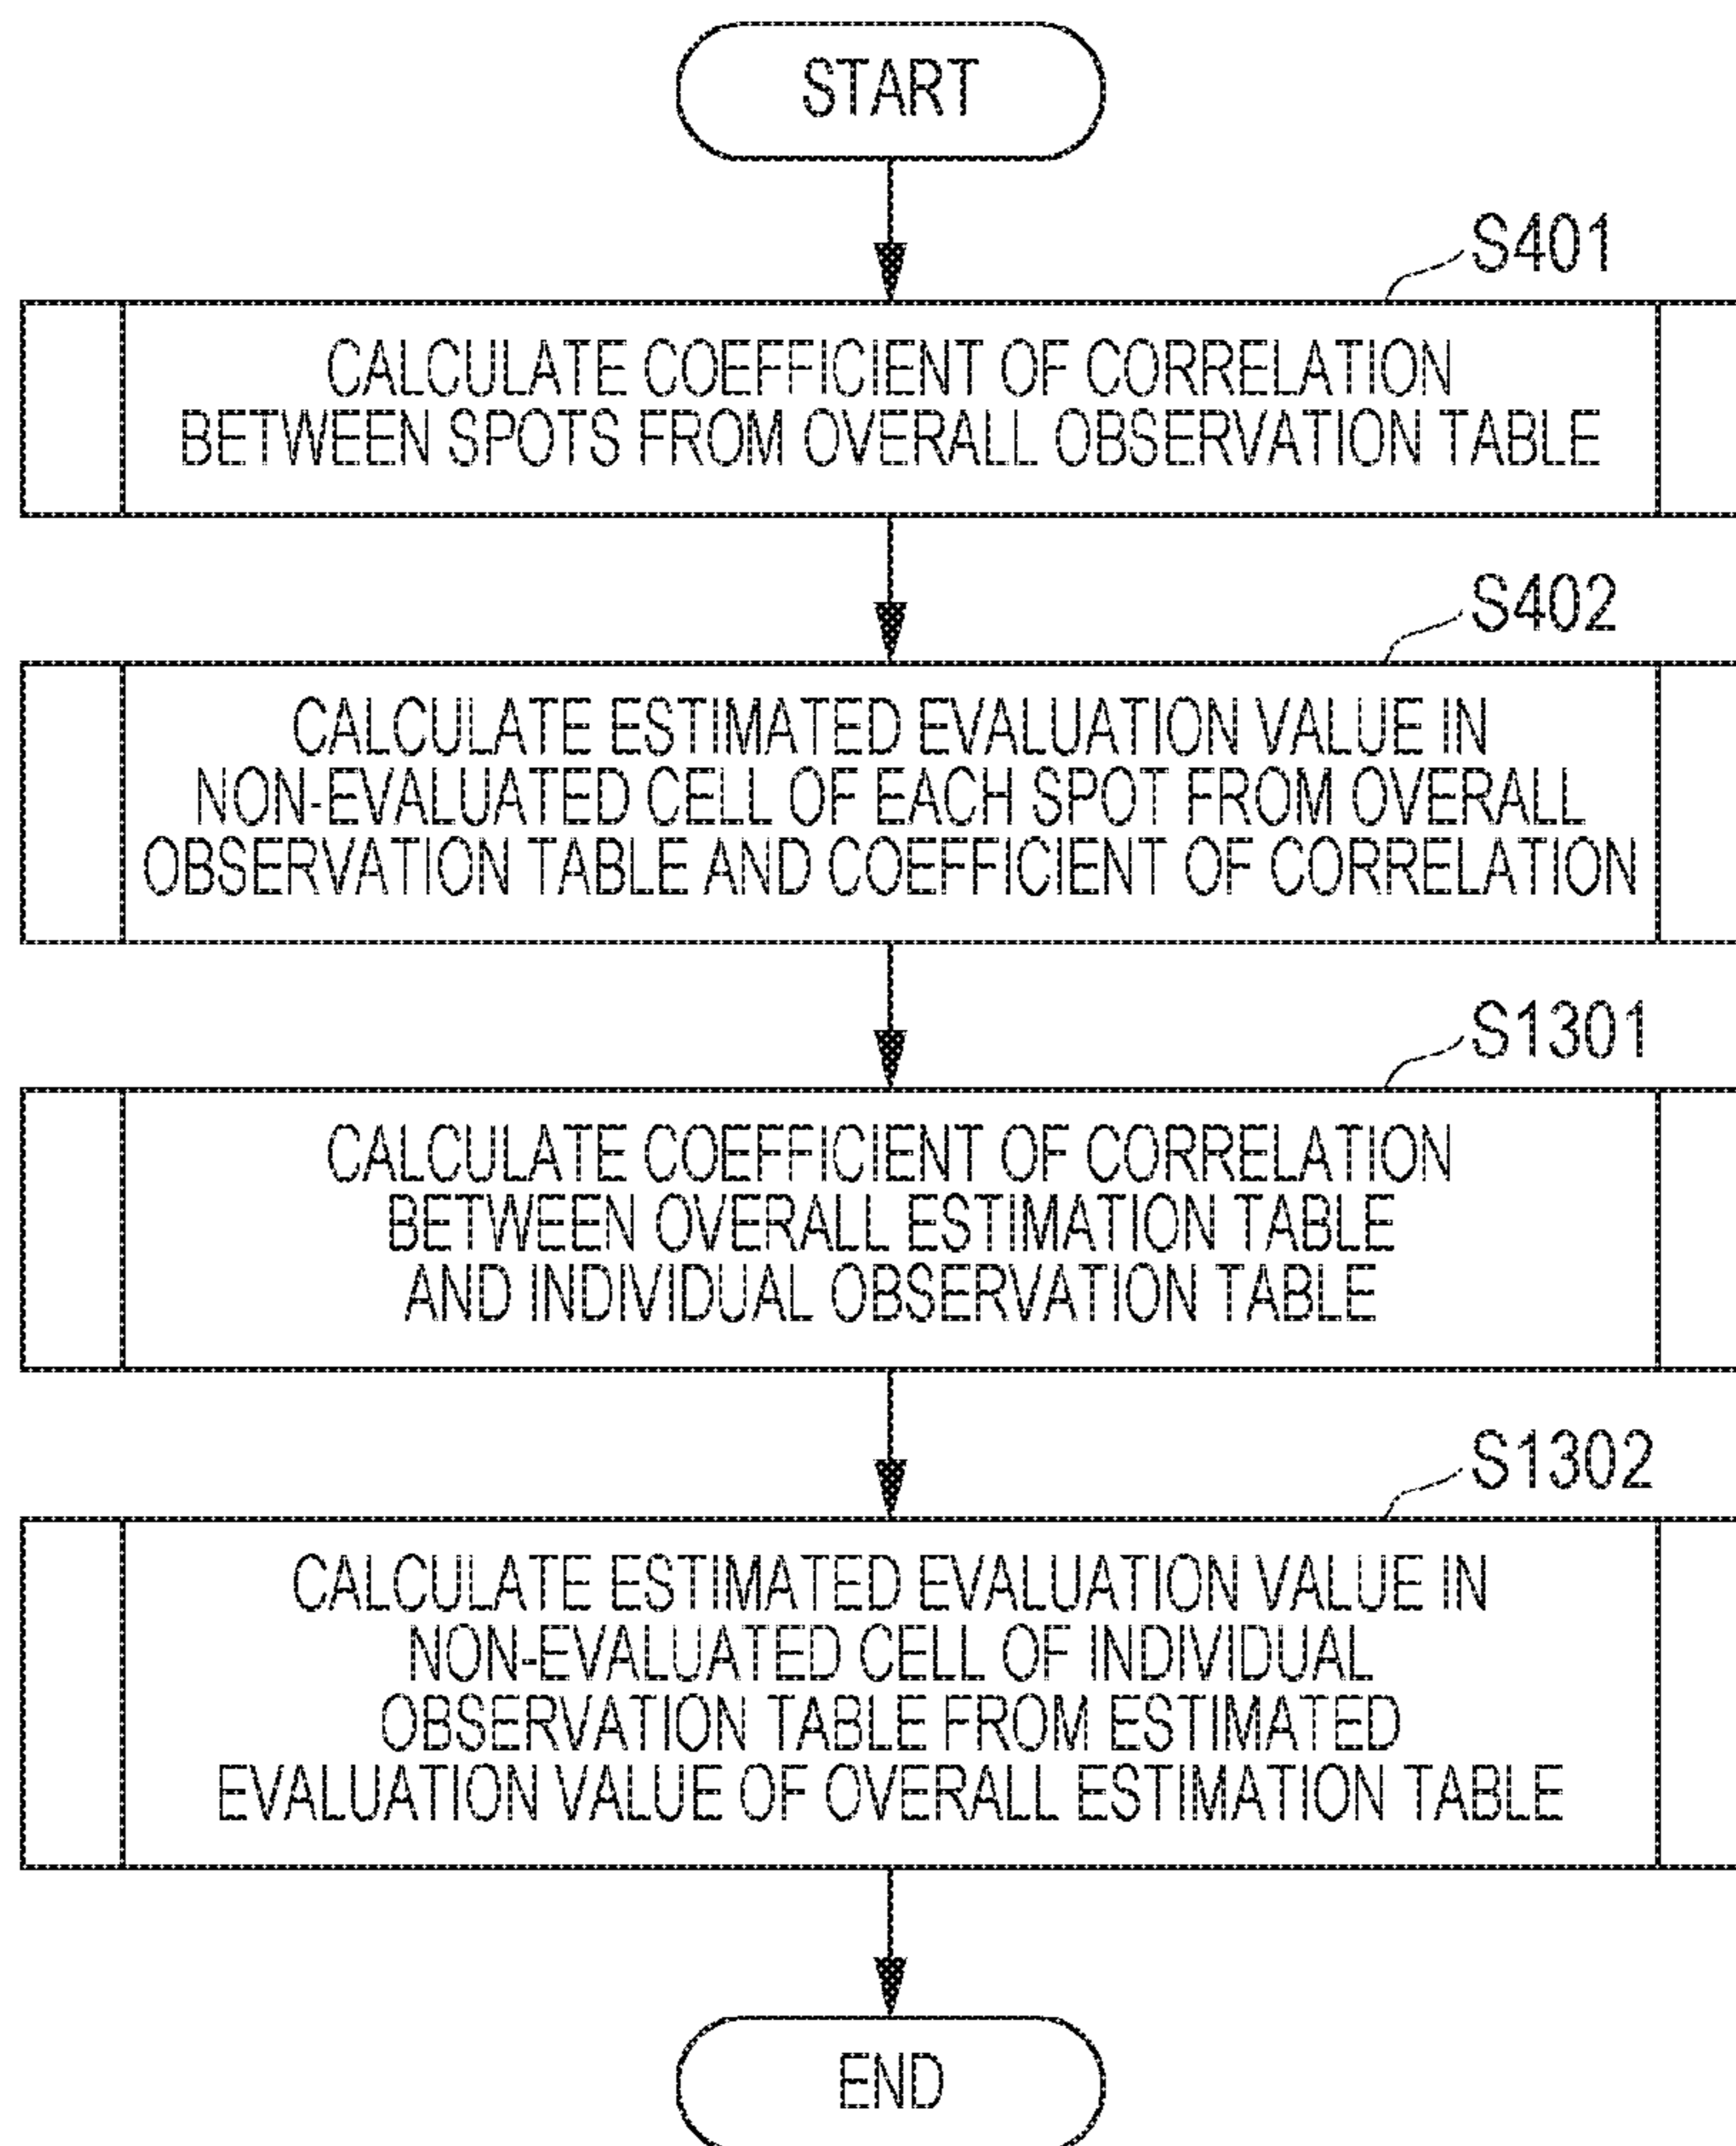 START
S401
CALCULATE COEFFICIENT OF CORRELATION
BETWEEN SPOTS FROM OVERALL OBSERVATION TABLE
S402
CALCULATE ESTIMATED EVALUATION VALUE IN
NON-EVALUATED CELL OF EACH SPOT FROM OVERALL
OBSERVATION TABLE AND COEFFICIENT OF CORRELATION
S1301
CALCULATE COEFFICIENT OF CORRELATION
BETWEEN OVERALL ESTIMATION TABLE
AND INDIVIDUAL OBSERVATION TABLE
S1302
CALCULATE ESTIMATED EVALUATION VALUE IN
NON-EVALUATED CELL OF INDIVIDUAL
OBSERVATION TABLE FROM ESTIMATED
EVALUATION VALUE OF OVERALL ESTIMATION TABLE
END